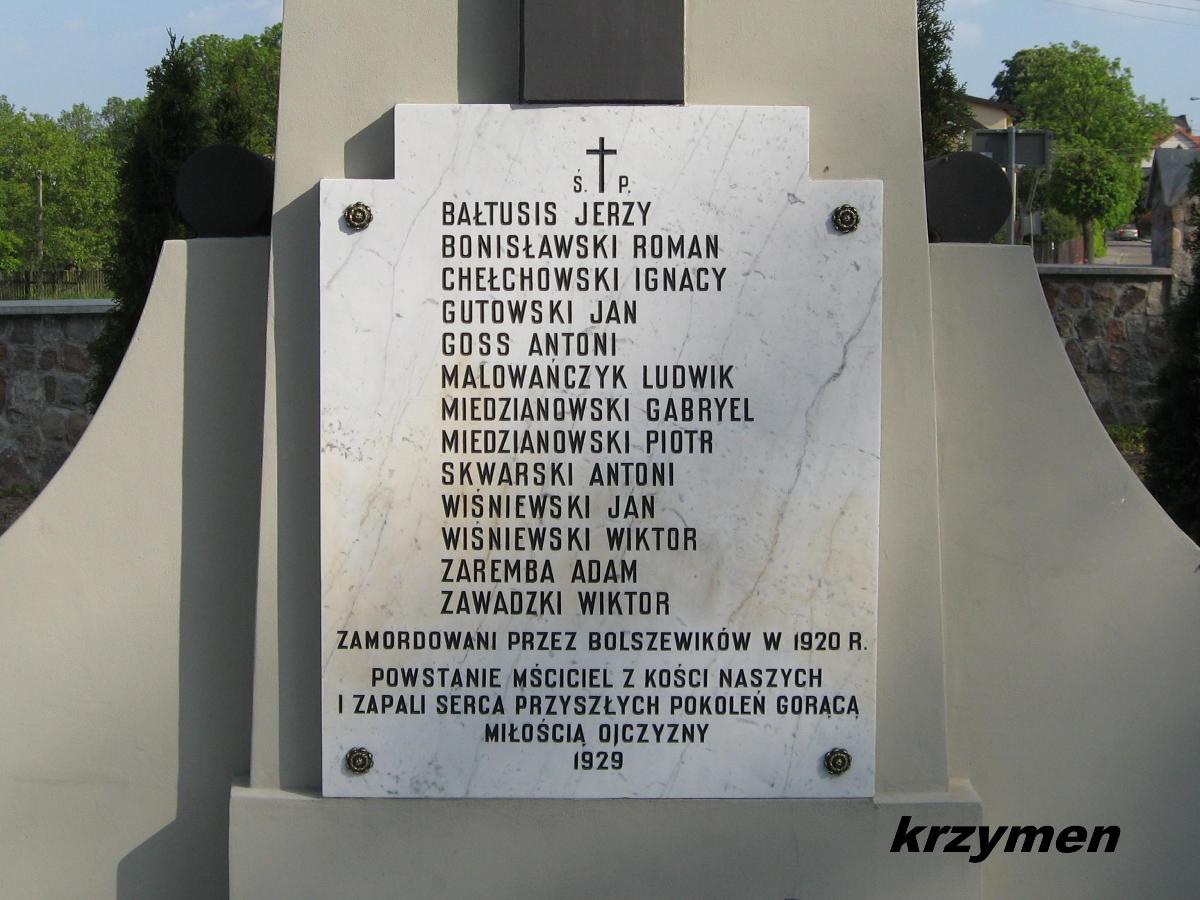 Ś. P.
BAŁTUSIS JERZY
BONISŁAWSKI ROMAN
CHEŁCHOWSKI IGNACY
GUTOWSKI JAN
GOSS ANTONI
MALOWAŃCZYK LUDWIK
MIEDZIANOWSKI GABRYEL
MIEDZIANOWSKI PIOTR
SKWARSKI ANTONI
WIŚNIEWSKI JAN
WIŚNIEWSKI WIKTOR
ZAREMBA ADAM
ZAWADZKI WIKTOR
ZAMORDOWANI PRZEZ BOLSZEWIKÓW W 1920 R.
POWSTANIE MŚCICIEL Z KOŚCI NASZYCH
I ZAPALI SERCA PRZYSZŁYCH POKOLEŃ GORĄCĄ
MIŁOŚCIĄ OJCZYZNY
1929
krzymen